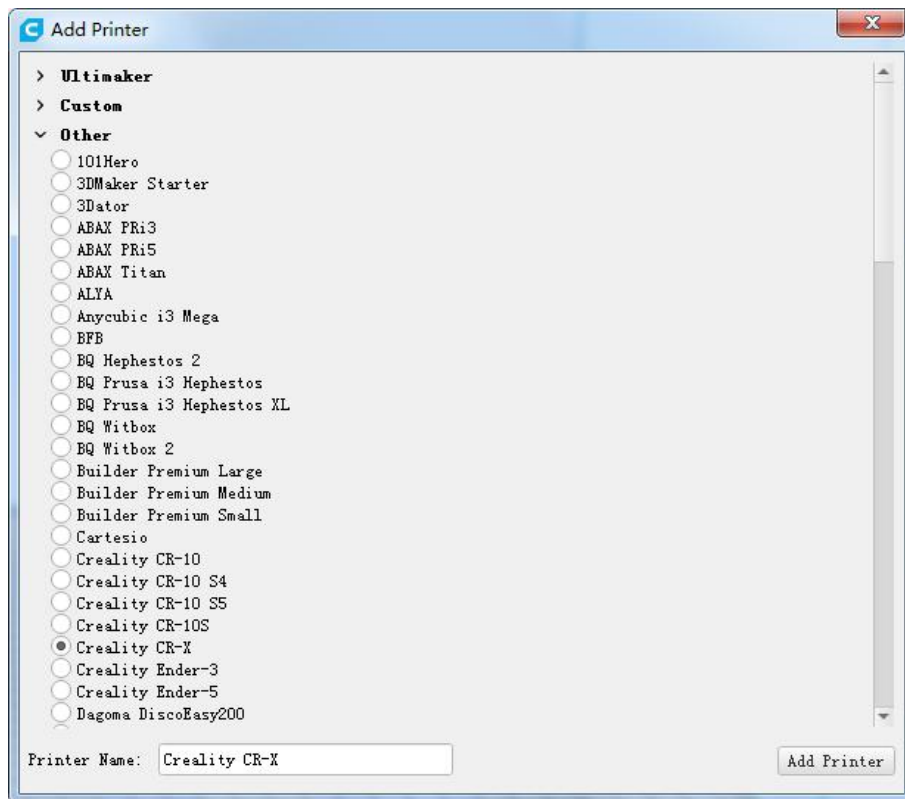 Add Printer
Ultimaker
Custom
Other
101Hero
3DMaker Starter
3Dator
ABAX PRi3
ABAX PRi5
ABAX Titan
ALYA
Anycubic i3 Mega
BFB
BQ Hephestos 2
BQ Prusa i3 Hephestos
BQ Prusa i3 Hephestos XL
BQ Witbox
BQ Witbox 2
Builder Premium Large
Builder Premium Medium
Builder Premium Small
Cartesio
Creality CR-10
Creality CR-10 S4
Creality CR-10 S5
Creality CR-10S
Creality CR-X
Creality Ender-3
Creality Ender-5
Dagoma DiscoEasy200
Printer Name: Creality CR-X Add Printer